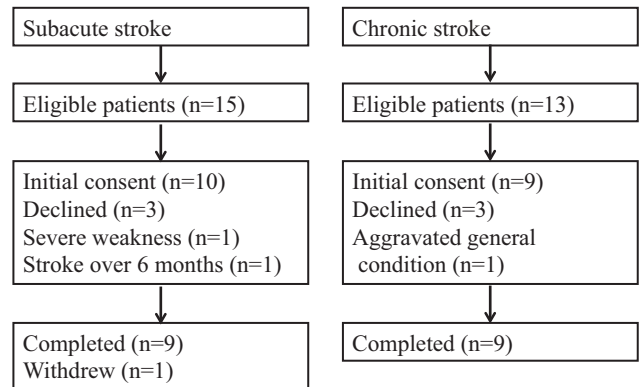 Subacute stroke
Eligible patients (n=15)
Initial consent (n=10)
Declined (n=3)
Severe weakness (n=1)
Stroke over 6 months (n=1)
Completed (n=9)
Withdrew (n=1)
Chronic stroke
Eligible patients (n=13)
Initial consent (n=9)
Declined (n=3)
Aggravated general
condition (n=1)
Completed (n=9)